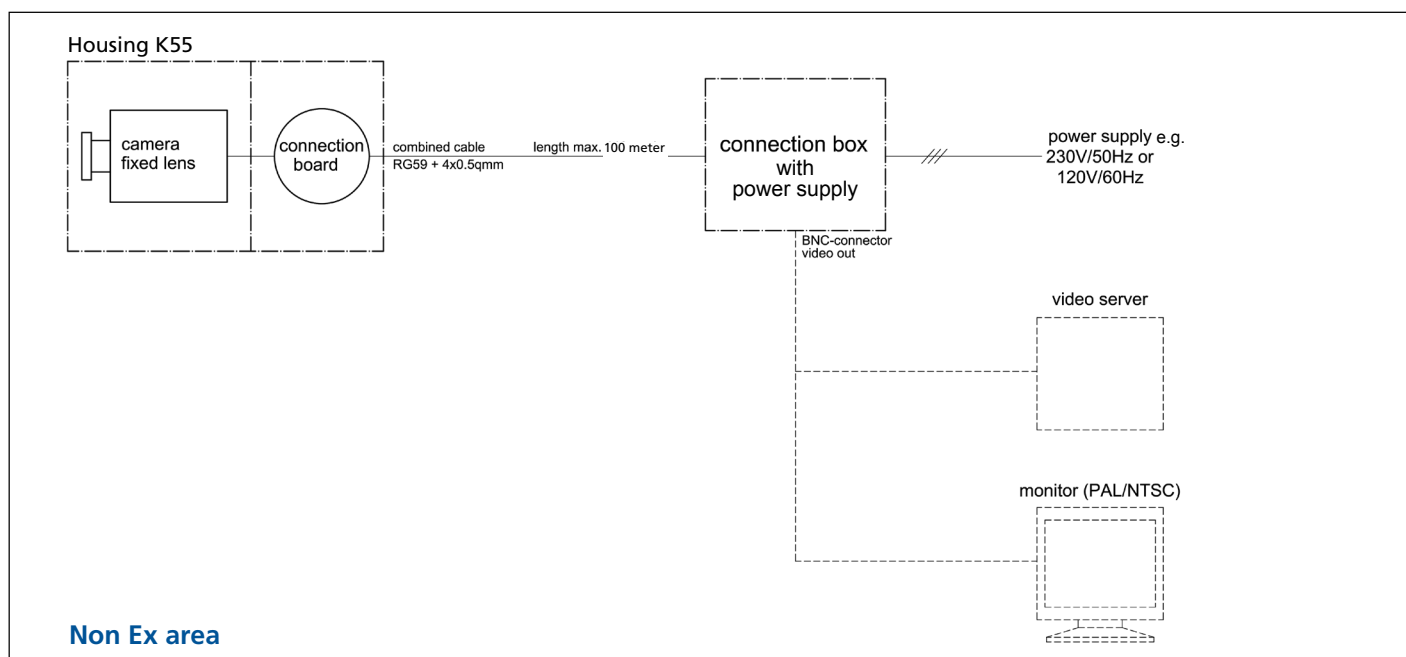 Housing K55
camera
fixed lens
connection
board
combined cable
RG59 + 4x0.5qmm
length max. 100 meter
connection box
with
power supply
power supply e.g.
230V/50Hz or
120V/60Hz
BNC-connector
video out
video server
monitor (PAL/NTSC)
Non Ex area